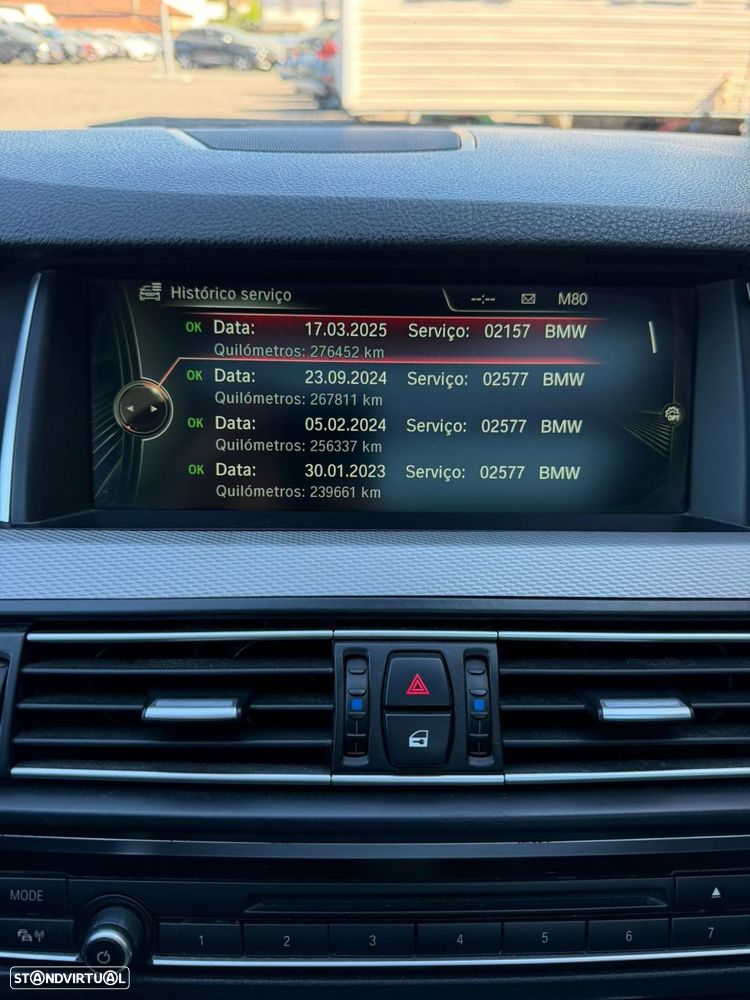 Histórico serviço --:-- M80
OK Data: 17.03.2025 Serviço: 02157 BMW
Quilómetros: 276452 km
OK Data: 23.09.2024 Serviço: 02577 BMW
Quilómetros: 267811 km
OPT
OK Data: 05.02.2024 Serviço: 02577 BMW
Quilómetros: 256337 km
OK Data: 30.01.2023 Serviço: 02577 BMW
Quilómetros: 239661 km
MODE
1 2 3 4 5 6 7
STANDVIRTUAL